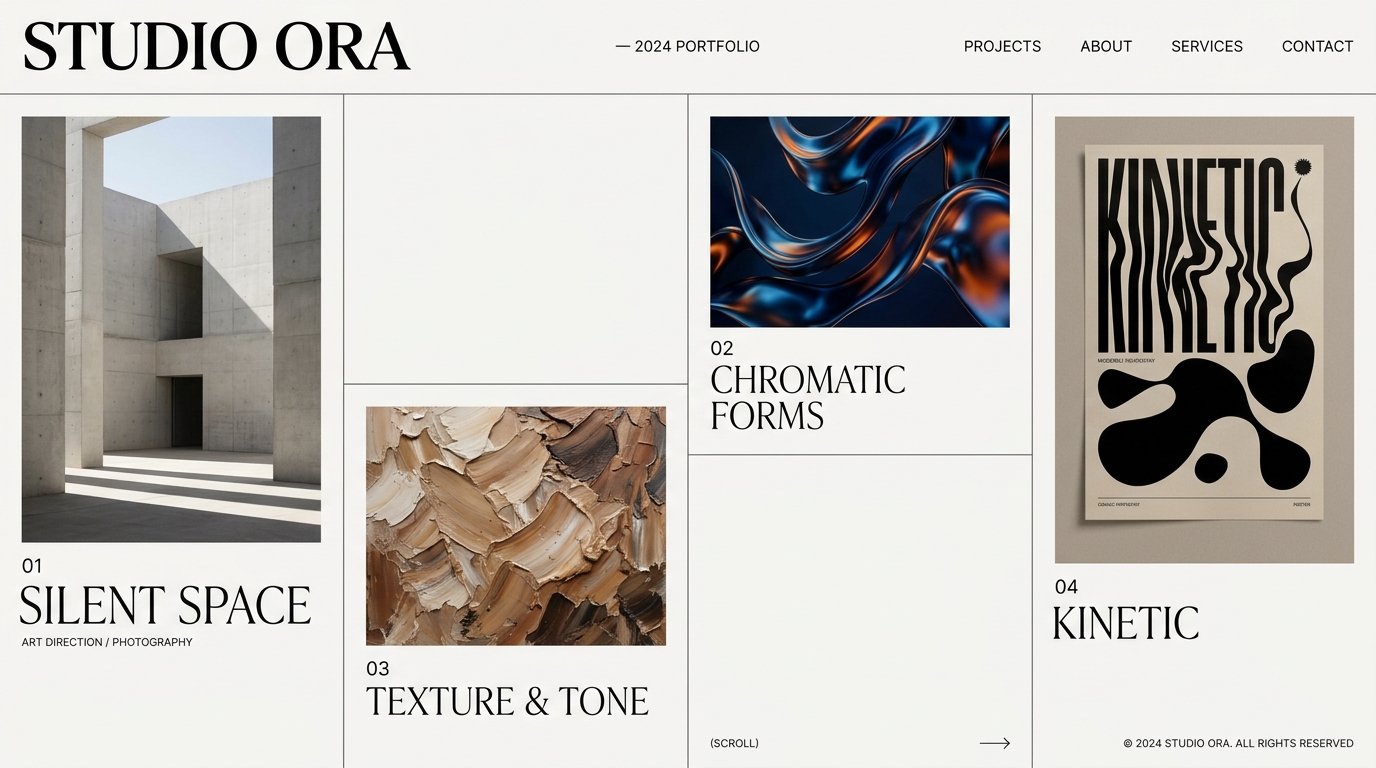 STUDIO ORA
— 2024 PORTFOLIO
PROJECTS
ABOUT
SERVICES
CONTACT
01
SILENT SPACE
ART DIRECTION / PHOTOGRAPHY
03
TEXTURE & TONE
02
CHROMATIC
FORMS
(SCROLL)
KINETIC
04
KINETIC
© 2024 STUDIO ORA. ALL RIGHTS RESERVED